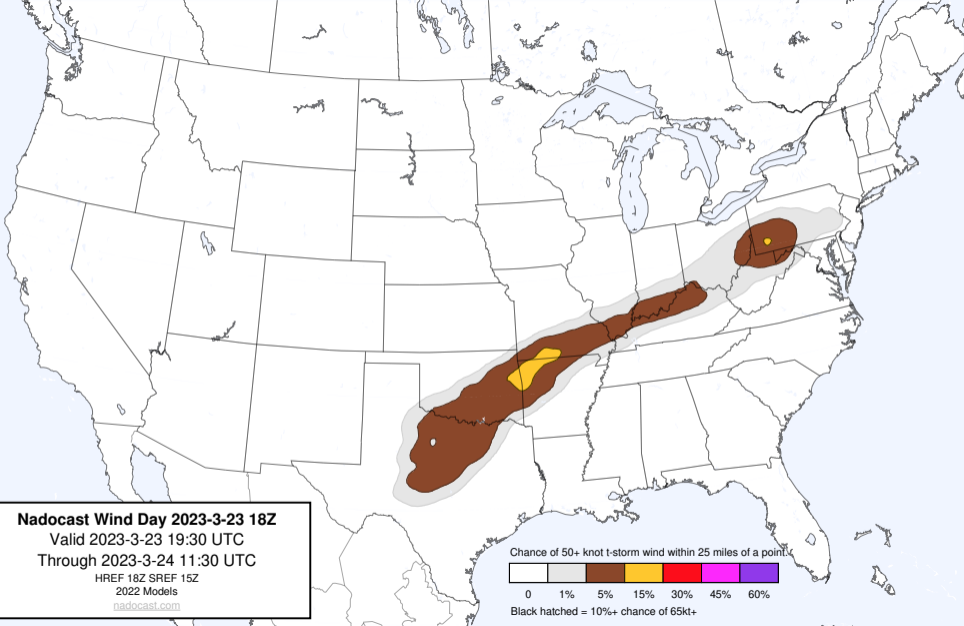 Nadocast Wind Day 2023-3-23 18Z
Valid 2023-3-23 19:30 UTC
Through 2023-3-24 11:30 UTC
HREF 18Z SREF 15Z
2022 Models
nadocast.com
Chance of 50+ knot t-storm wind within 25 miles of a point.
0 1% 5% 15% 30% 45% 60%
Black hatched = 10%+ chance of 65kt+